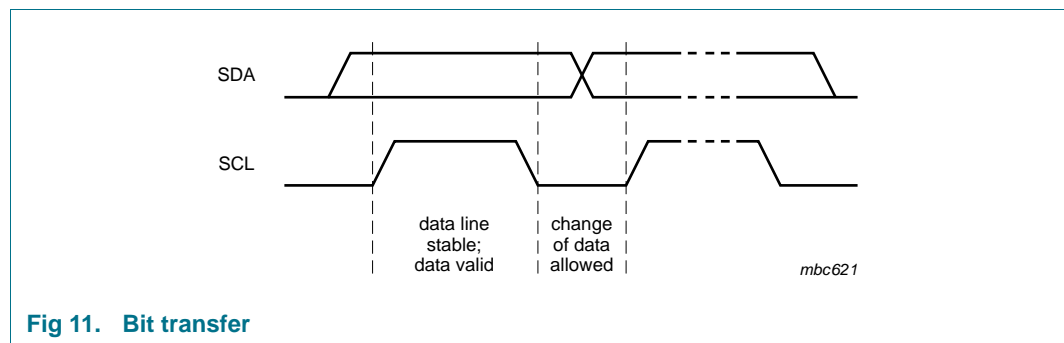 SDA
SCL
data line
stable;
data valid
change
of data
allowed
mbc621
Fig 11. Bit transfer